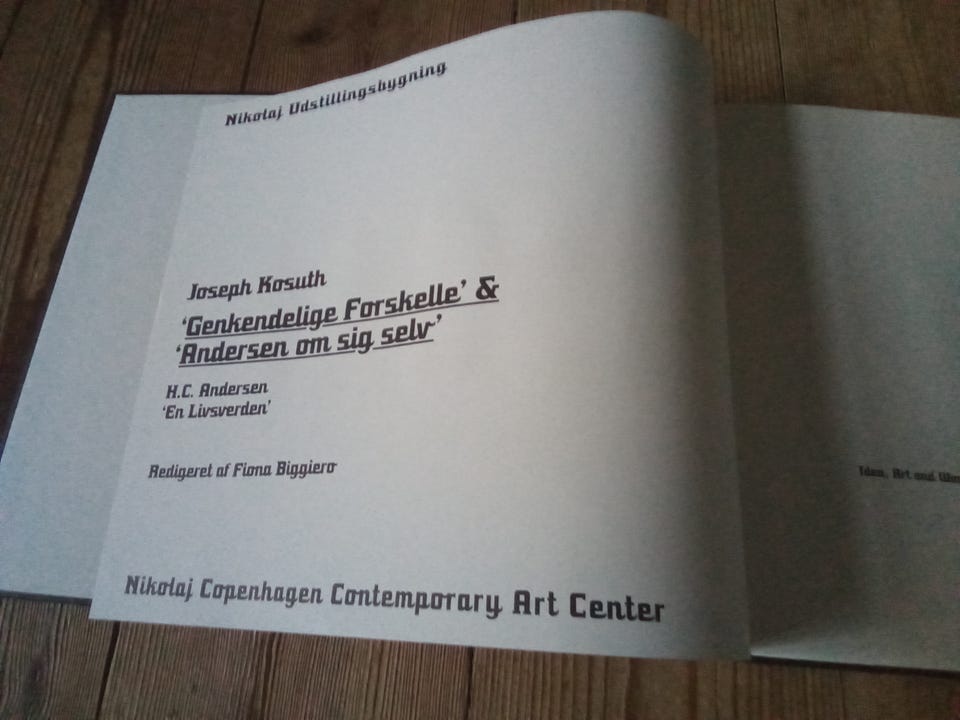 Nikolaj Udstillingsbygning
Joseph Kosuth
‘Genkendelige Forskelle’ &
‘Andersen om sig selv’
H.C. Andersen
‘En Livsverden’
Redigeret af Fiona Biggiero
Nikolaj Copenhagen Contemporary Art Center
Idea, Art and